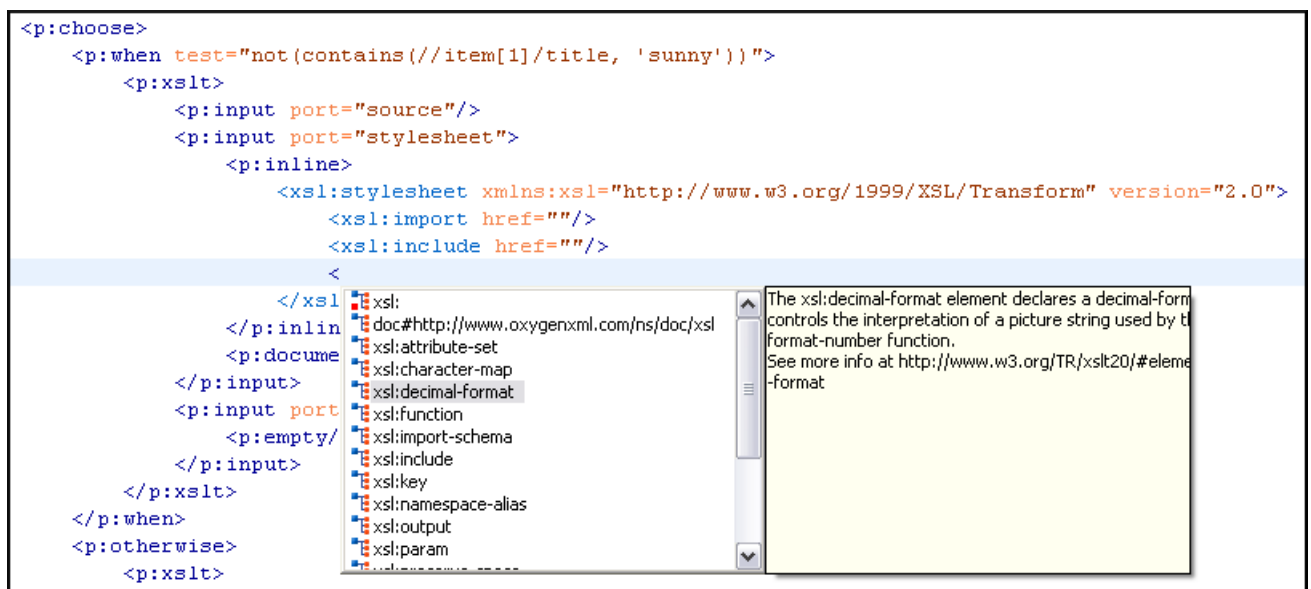 <p:choose>
<p:when test="not(contains(//item[1]/title, 'sunny'))">
<p:xslt>
<p:input port="source"/>
<p:input port="stylesheet">
<p:inline>
<xsl:stylesheet xmlns:xsl="http://www.w3.org/1999/XSL/Transform" version="2.0">
<xsl:import href=""/>
<xsl:include href=""/>
<
</xsl
</p:inlin
<p:docume
</p:input>
<p:input port
<p:empty/
</p:input>
</p:xslt>
</p:when>
<p:otherwise>
<p:xslt>
xsl:
doc#http://www.oxygenxml.com/ns/doc/xsl
xsl:attribute-set
xsl:character-map
xsl:decimal-format
xsl:function
xsl:import-schema
xsl:include
xsl:key
xsl:namespace-alias
xsl:output
xsl:param
The xsl:decimal-format element declares a decimal-form
controls the interpretation of a picture string used by th
format-number function.
See more info at http://www.w3.org/TR/xslt20/#eleme
-format